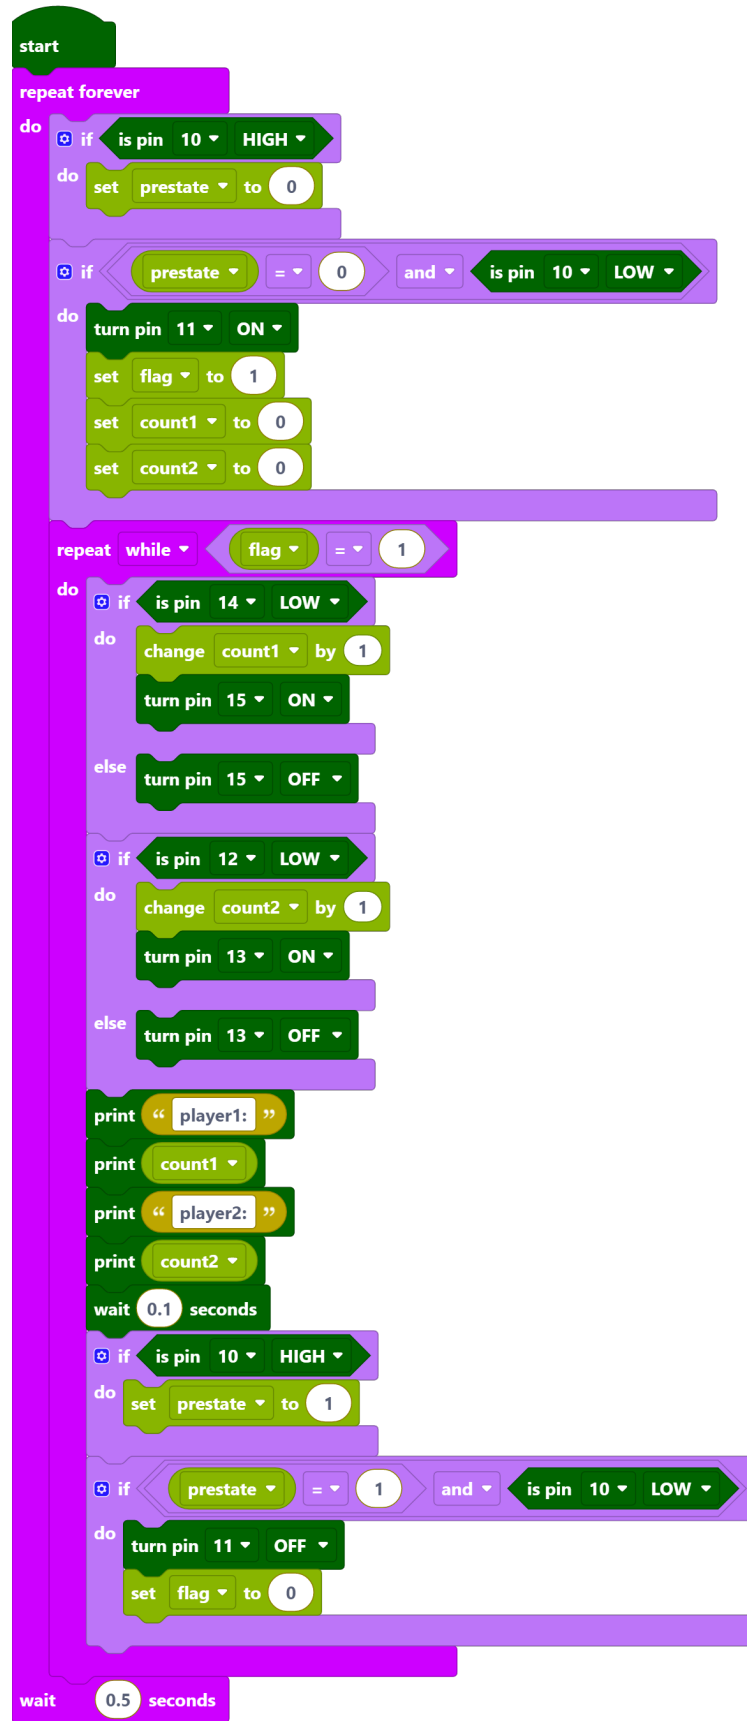 start
repeat forever
do
if is pin 10 HIGH
do set prestate to 0
if prestate = 0 and is pin 10 LOW
do
turn pin 11 ON
set flag to 1
set count1 to 0
set count2 to 0
repeat while flag = 1
do
if is pin 14 LOW
do
change count1 by 1
turn pin 15 ON
else
turn pin 15 OFF
if is pin 12 LOW
do
change count2 by 1
turn pin 13 ON
else
turn pin 13 OFF
print “ player1: ”
print count1
print “ player2: ”
print count2
wait 0.1 seconds
if is pin 10 HIGH
do set prestate to 1
if prestate = 1 and is pin 10 LOW
do
turn pin 11 OFF
set flag to 0
wait 0.5 seconds